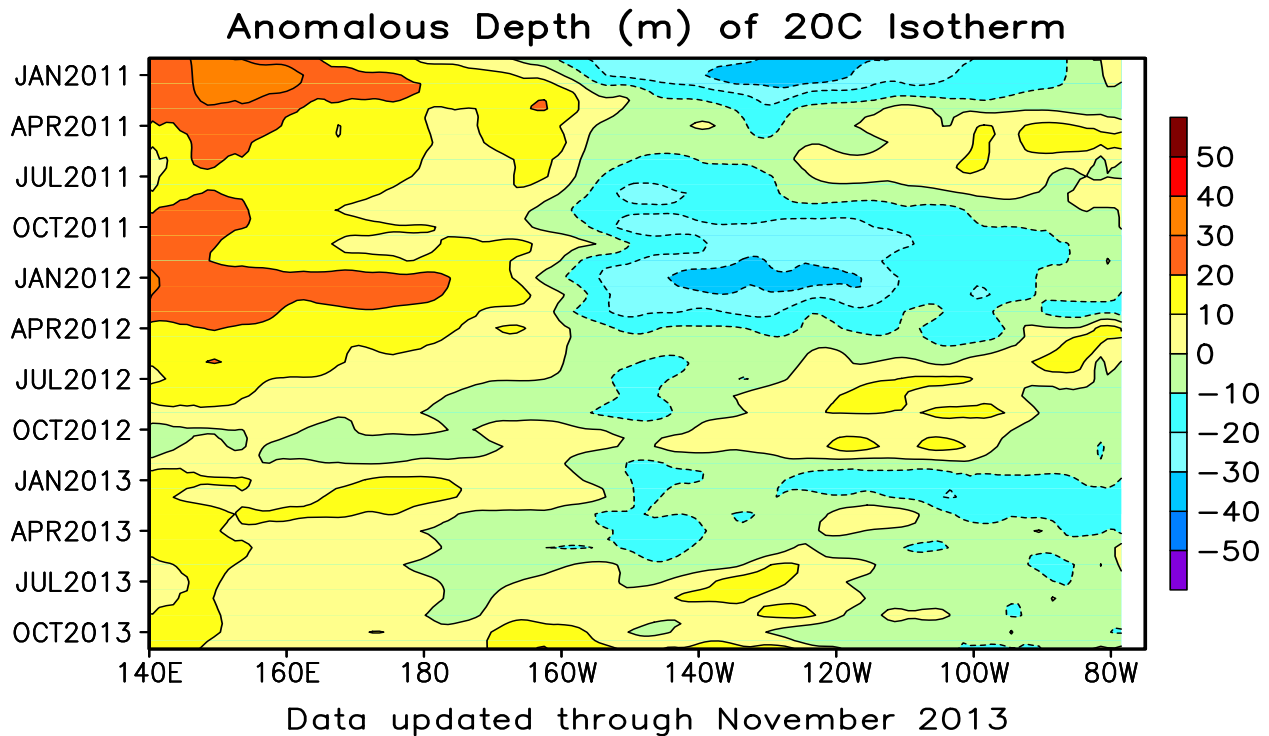 Anomalous Depth (m) of 20C Isotherm
JAN2011
APR2011
JUL2011
OCT2011
JAN2012
APR2012
JUL2012
OCT2012
JAN2013
APR2013
JUL2013
OCT2013
140E 160E 180 160W 140W 120W 100W 80W
50
40
30
20
10
0
−10
−20
−30
−40
−50
Data updated through November 2013